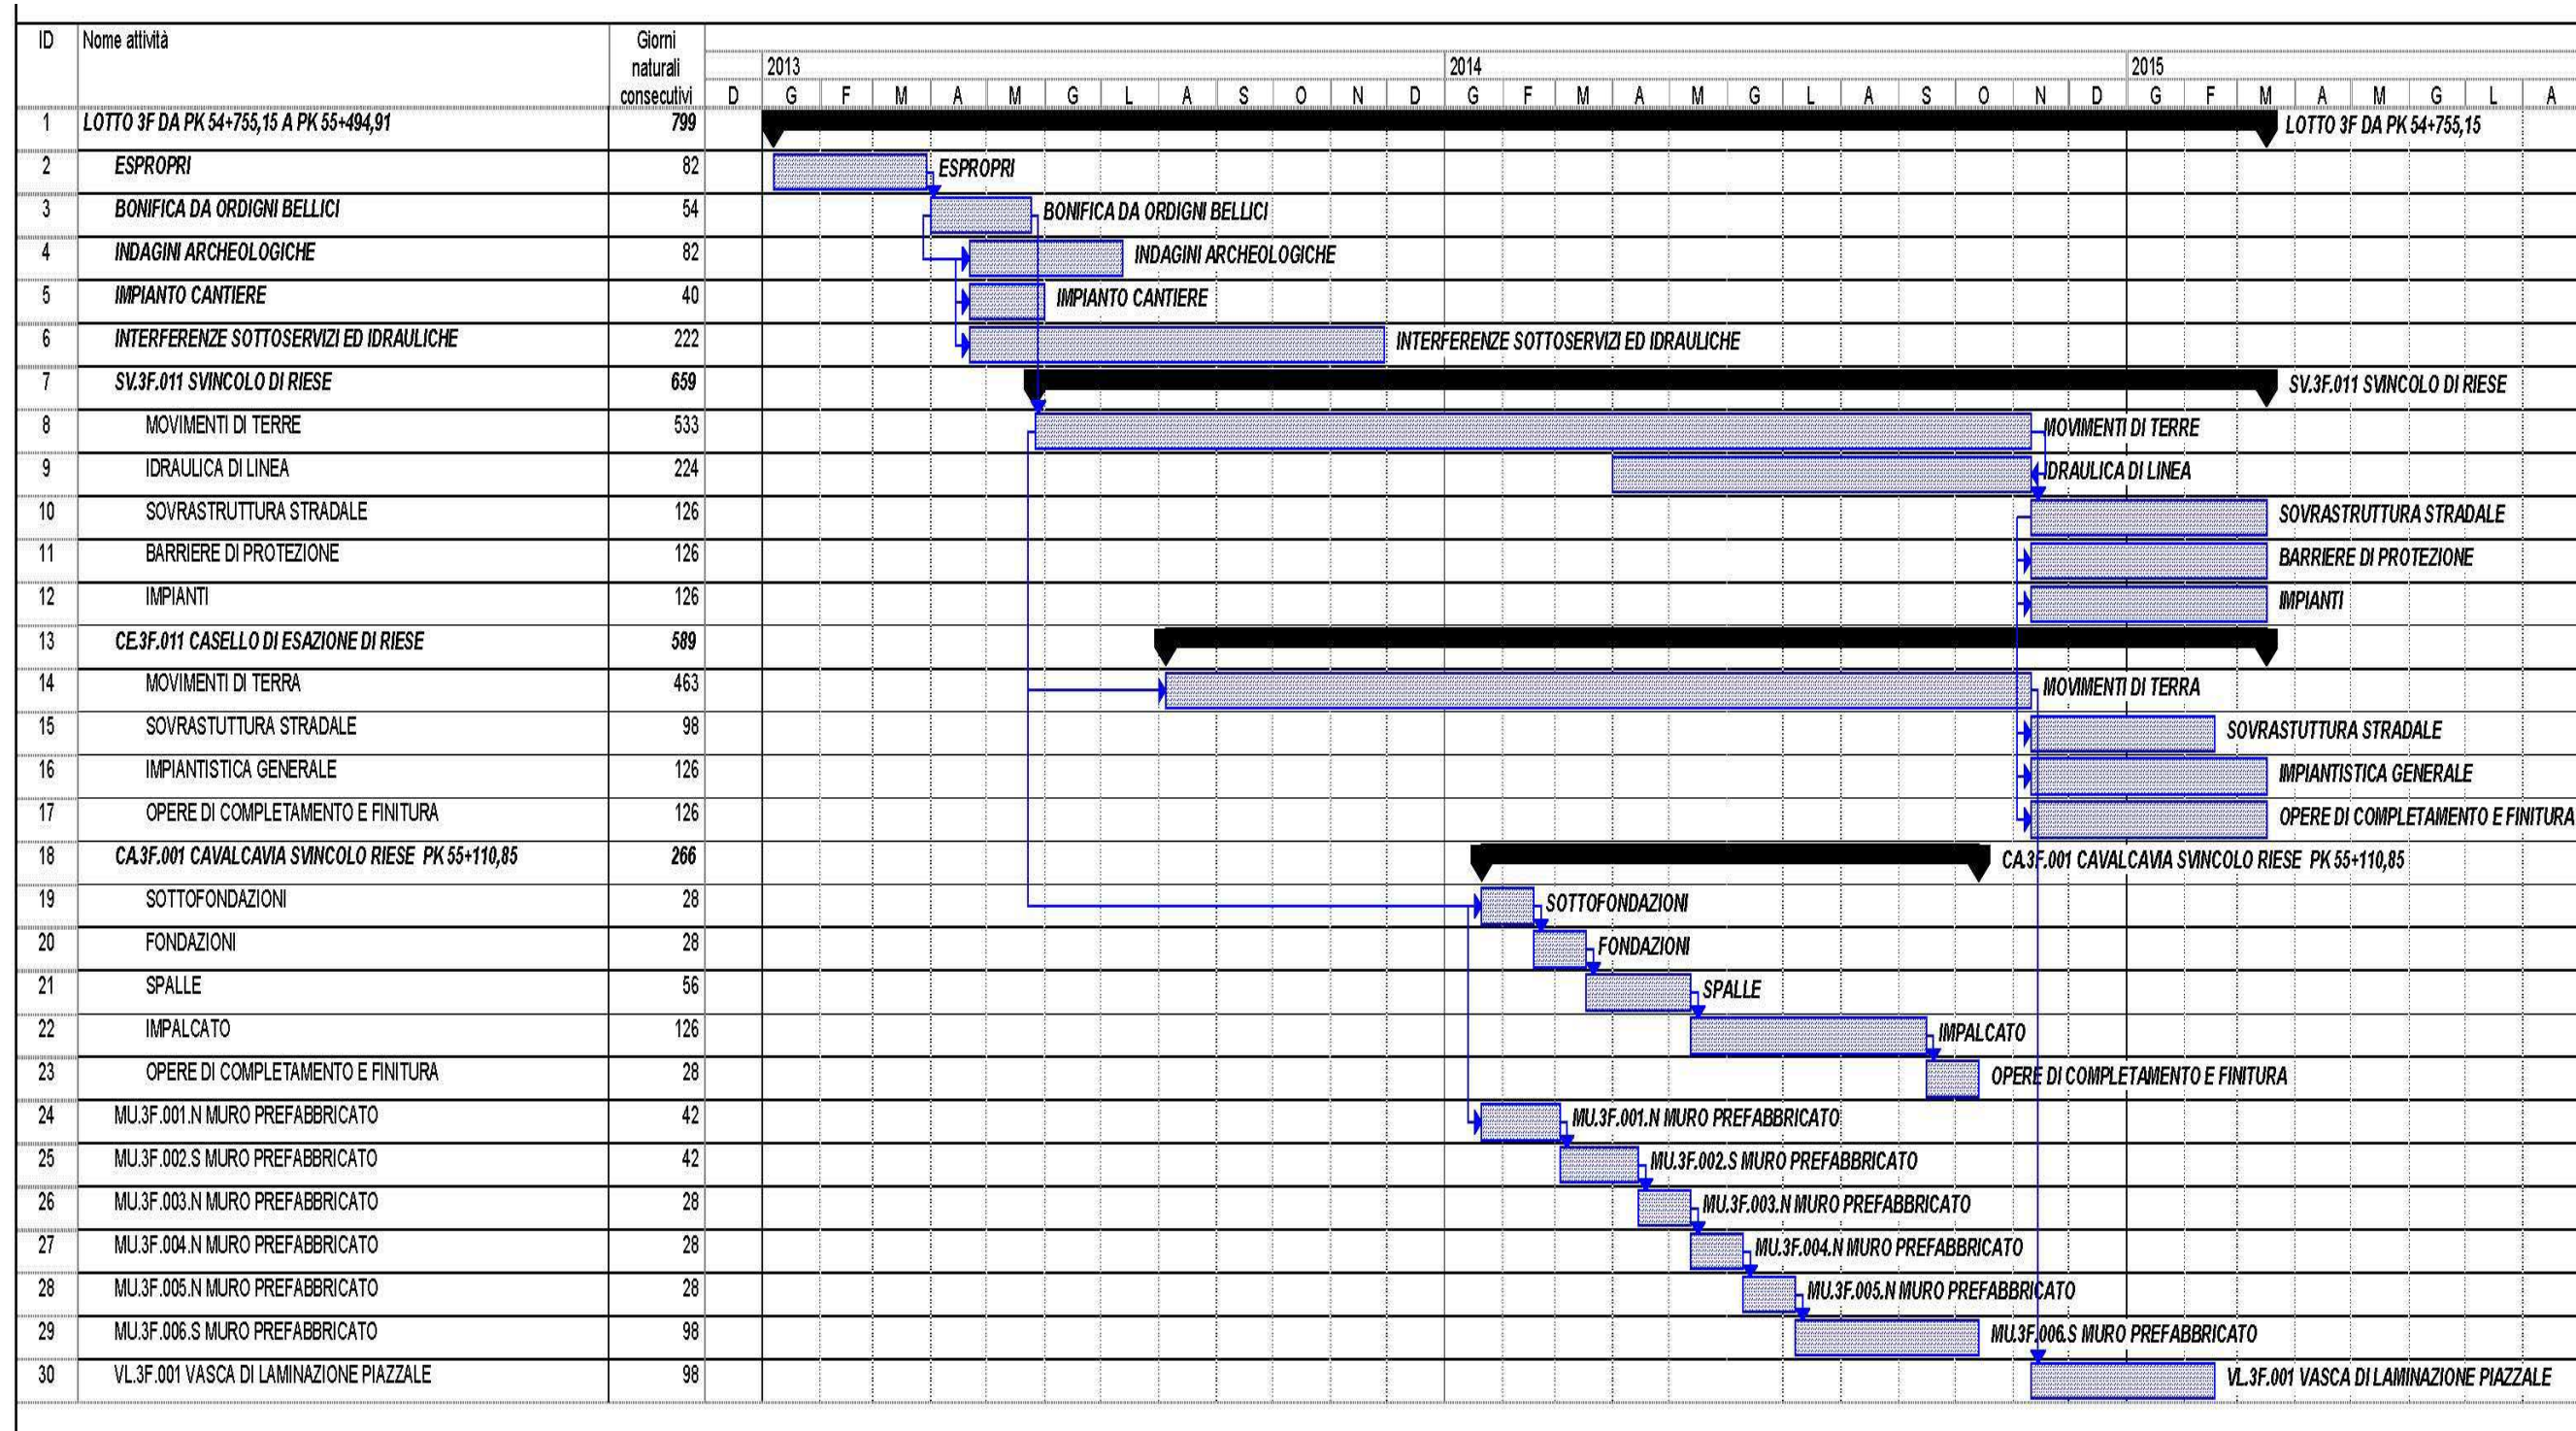 ID Nome attività Giorni
naturali
consecutivi
2013 2014 2015
D G F M A M G L A S O N D G F M A M G L A S O N D G F M A M G L A
1 LOTTO 3F DA PK 54+755,15 A PK 55+494,91 799 LOTTO 3F DA PK 54+755,15
2 ESPROPRI 82 ESPROPRI
3 BONIFICA DA ORDIGNI BELLICI 54 BONIFICA DA ORDIGNI BELLICI
4 INDAGINI ARCHEOLOGICHE 82 INDAGINI ARCHEOLOGICHE
5 IMPIANTO CANTIERE 40 IMPIANTO CANTIERE
6 INTERFERENZE SOTTOSERVIZI ED IDRAULICHE 222 INTERFERENZE SOTTOSERVIZI ED IDRAULICHE
7 SV.3F.011 SVINCOLO DI RIESE 659 SV.3F.011 SVINCOLO DI RIESE
8 MOVIMENTI DI TERRE 533 MOVIMENTI DI TERRE
9 IDRAULICA DI LINEA 224 IDRAULICA DI LINEA
10 SOVRASTRUTTURA STRADALE 126 SOVRASTRUTTURA STRADALE
11 BARRIERE DI PROTEZIONE 126 BARRIERE DI PROTEZIONE
12 IMPIANTI 126 IMPIANTI
13 CE.3F.011 CASELLO DI ESAZIONE DI RIESE 589
14 MOVIMENTI DI TERRA 463 MOVIMENTI DI TERRA
15 SOVRASTUTTURA STRADALE 98 SOVRASTUTTURA STRADALE
16 IMPIANTISTICA GENERALE 126 IMPIANTISTICA GENERALE
17 OPERE DI COMPLETAMENTO E FINITURA 126 OPERE DI COMPLETAMENTO E FINITURA
18 CA.3F.001 CAVALCAVIA SVINCOLO RIESE PK 55+110,85 266 CA.3F.001 CAVALCAVIA SVINCOLO RIESE PK 55+110,85
19 SOTTOFONDAZIONI 28 SOTTOFONDAZIONI
20 FONDAZIONI 28 FONDAZIONI
21 SPALLE 56 SPALLE
22 IMPALCATO 126 IMPALCATO
23 OPERE DI COMPLETAMENTO E FINITURA 28 OPERE DI COMPLETAMENTO E FINITURA
24 MU.3F.001.N MURO PREFABBRICATO 42 MU.3F.001.N MURO PREFABBRICATO
25 MU.3F.002.S MURO PREFABBRICATO 42 MU.3F.002.S MURO PREFABBRICATO
26 MU.3F.003.N MURO PREFABBRICATO 28 MU.3F.003.N MURO PREFABBRICATO
27 MU.3F.004.N MURO PREFABBRICATO 28 MU.3F.004.N MURO PREFABBRICATO
28 MU.3F.005.N MURO PREFABBRICATO 28 MU.3F.005.N MURO PREFABBRICATO
29 MU.3F.006.S MURO PREFABBRICATO 98 MU.3F.006.S MURO PREFABBRICATO
30 VL.3F.001 VASCA DI LAMINAZIONE PIAZZALE 98 VL.3F.001 VASCA DI LAMINAZIONE PIAZZALE